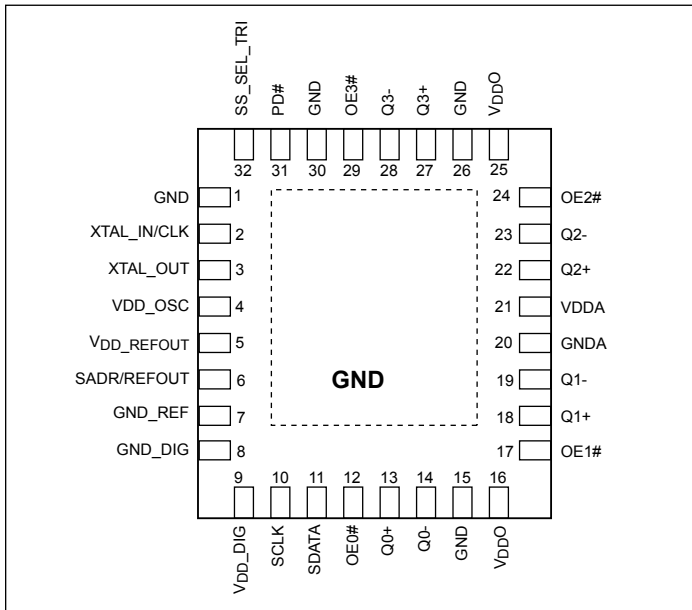 SS_SEL_TRI
PD#
GND
OE3#
Q3-
Q3+
GND
VDDO
32 31 30 29 28 27 26 25
GND 1
XTAL_IN/CLK 2
XTAL_OUT 3
VDD_OSC 4
VDD_REFOUT 5
SADR/REFOUT 6
GND_REF 7
GND_DIG 8
24 OE2#
23 Q2-
22 Q2+
21 VDDA
20 GNDA
19 Q1-
18 Q1+
17 OE1#
GND
9 10 11 12 13 14 15 16
VDD_DIG
SCLK
SDATA
OE0#
Q0+
Q0-
GND
VDDO